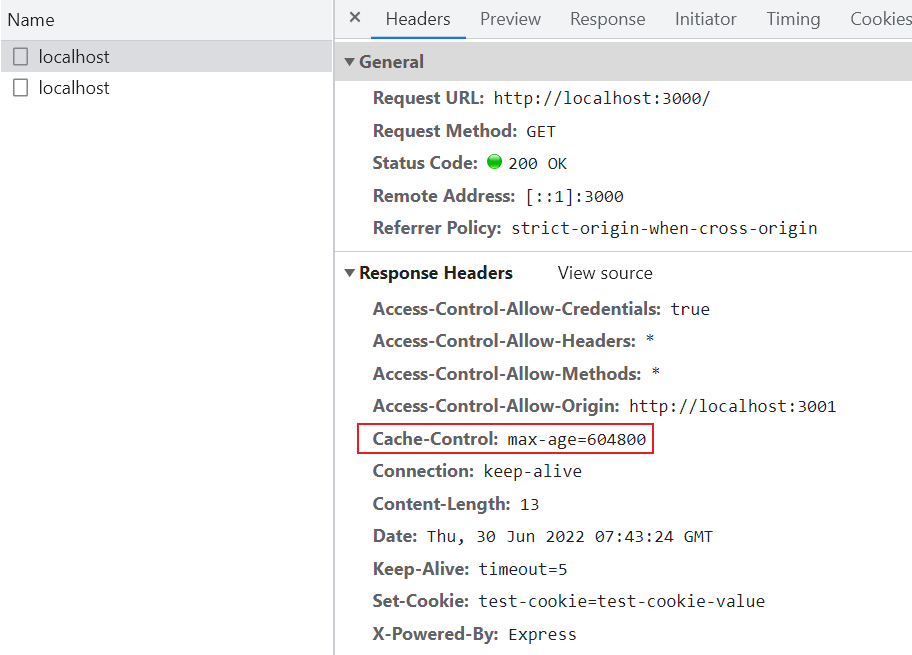 Name
localhost
localhost
× Headers Preview Response Initiator Timing Cookies
▼ General
Request URL: http://localhost:3000/
Request Method: GET
Status Code: 200 OK
Remote Address: [::1]:3000
Referrer Policy: strict-origin-when-cross-origin
▼ Response Headers View source
Access-Control-Allow-Credentials: true
Access-Control-Allow-Headers: *
Access-Control-Allow-Methods: *
Access-Control-Allow-Origin: http://localhost:3001
Cache-Control: max-age=604800
Connection: keep-alive
Content-Length: 13
Date: Thu, 30 Jun 2022 07:43:24 GMT
Keep-Alive: timeout=5
Set-Cookie: test-cookie=test-cookie-value
X-Powered-By: Express